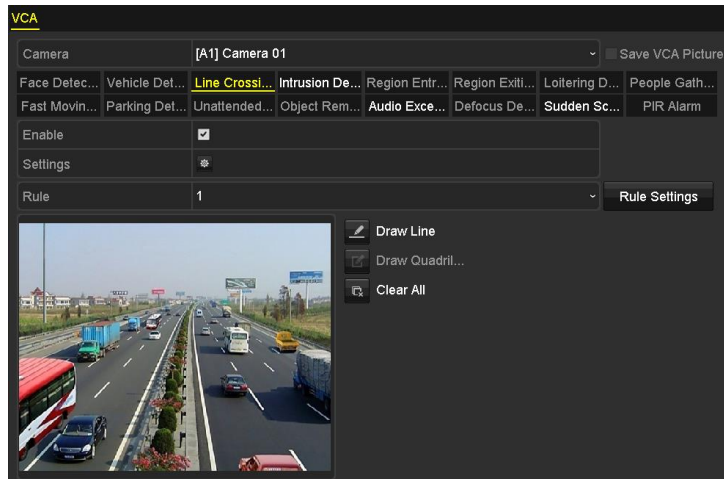 VCA
Camera [A1] Camera 01 Save VCA Picture
Face Detec... Vehicle Det... Line Crossi... Intrusion De... Region Entr... Region Exiti... Loitering D... People Gath...
Fast Movin... Parking Det... Unattended... Object Rem... Audio Exce... Defocus De... Sudden Sc... PIR Alarm
Enable
Settings
Rule 1 Rule Settings
Draw Line
Draw Quadril...
Clear All